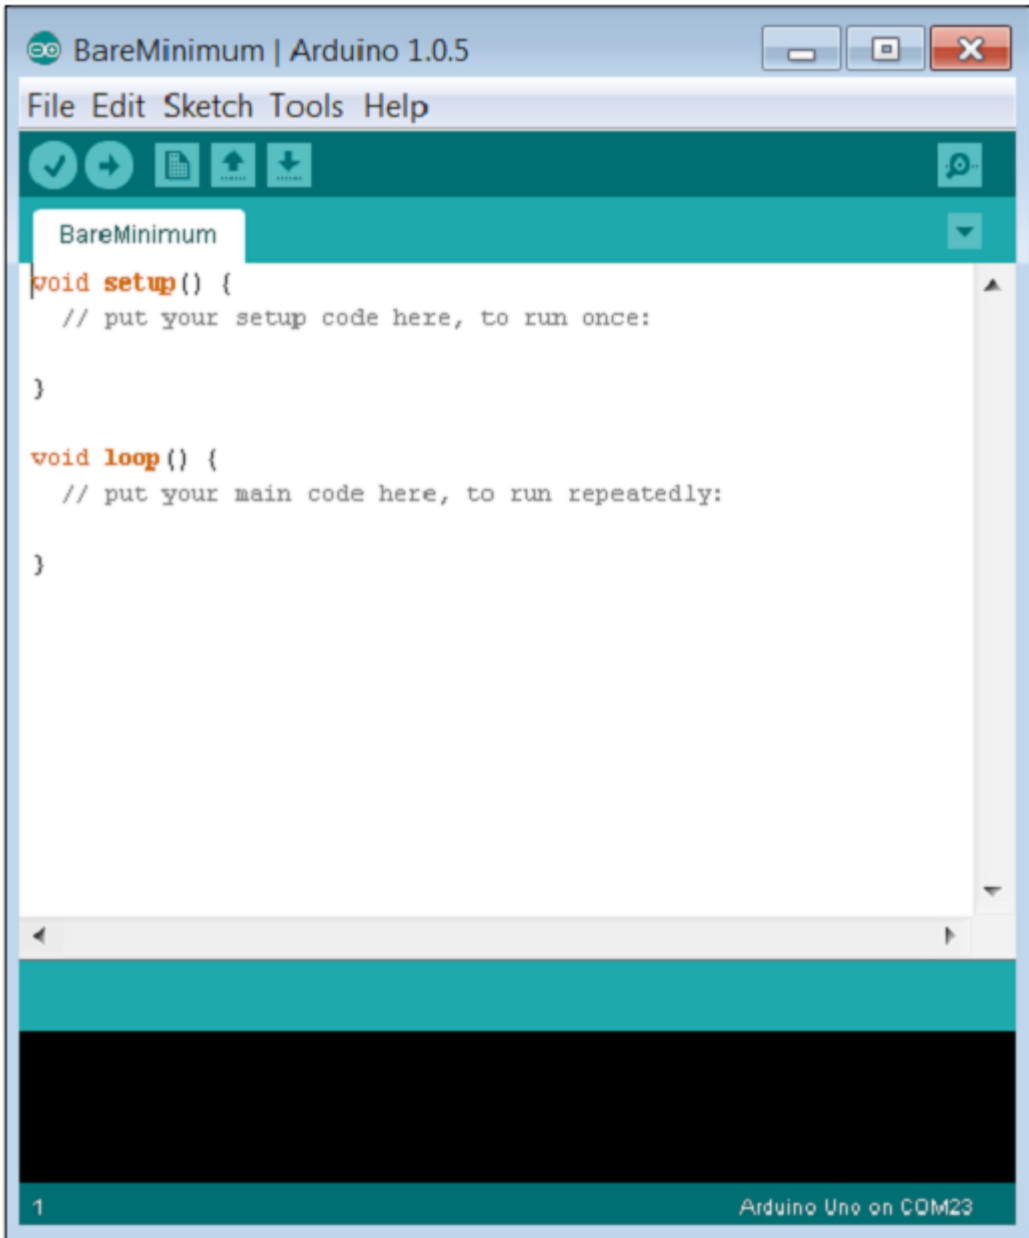 BareMinimum | Arduino 1.0.5
File Edit Sketch Tools Help
BareMinimum
void setup() {
  // put your setup code here, to run once:
}
void loop() {
  // put your main code here, to run repeatedly:
}
1 Arduino Uno on COM23